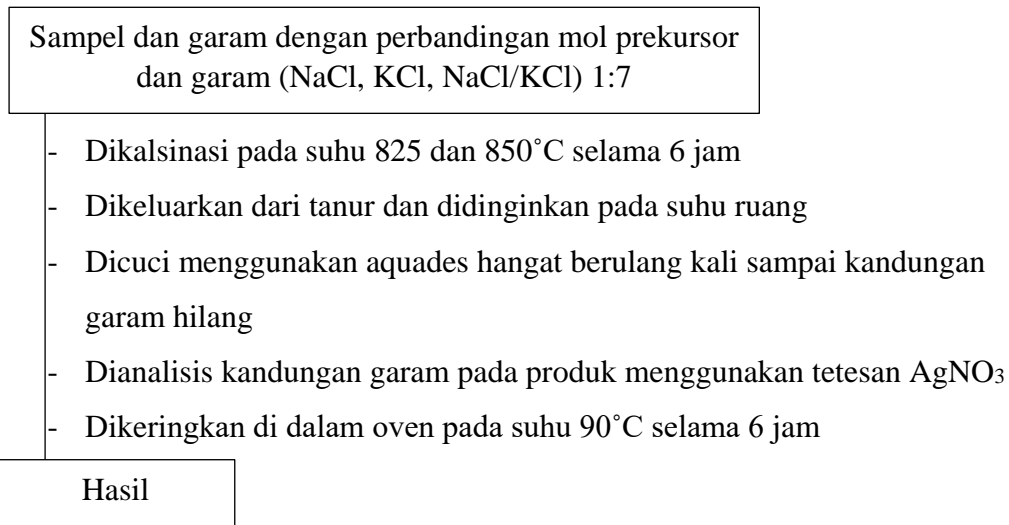 Sampel dan garam dengan perbandingan mol prekursor
dan garam (NaCl, KCl, NaCl/KCl) 1:7
- Dikalsinasi pada suhu 825 dan 850˚C selama 6 jam
- Dikeluarkan dari tanur dan didinginkan pada suhu ruang
- Dicuci menggunakan aquades hangat berulang kali sampai kandungan
garam hilang
- Dianalisis kandungan garam pada produk menggunakan tetesan AgNO₃
- Dikeringkan di dalam oven pada suhu 90˚C selama 6 jam
Hasil